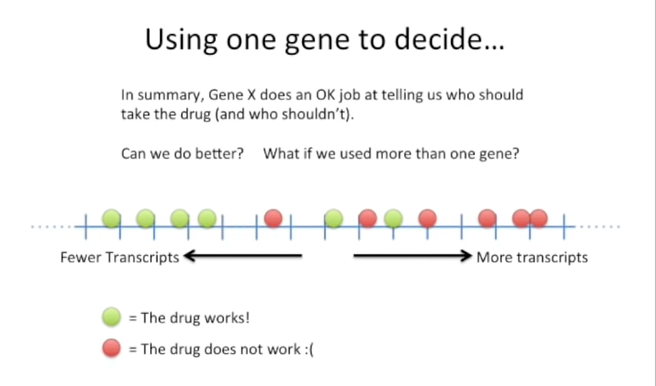 Using one gene to decide...
In summary, Gene X does an OK job at telling us who should
take the drug (and who shouldn't).
Can we do better? What if we used more than one gene?
Fewer Transcripts More transcripts
= The drug works!
= The drug does not work :(